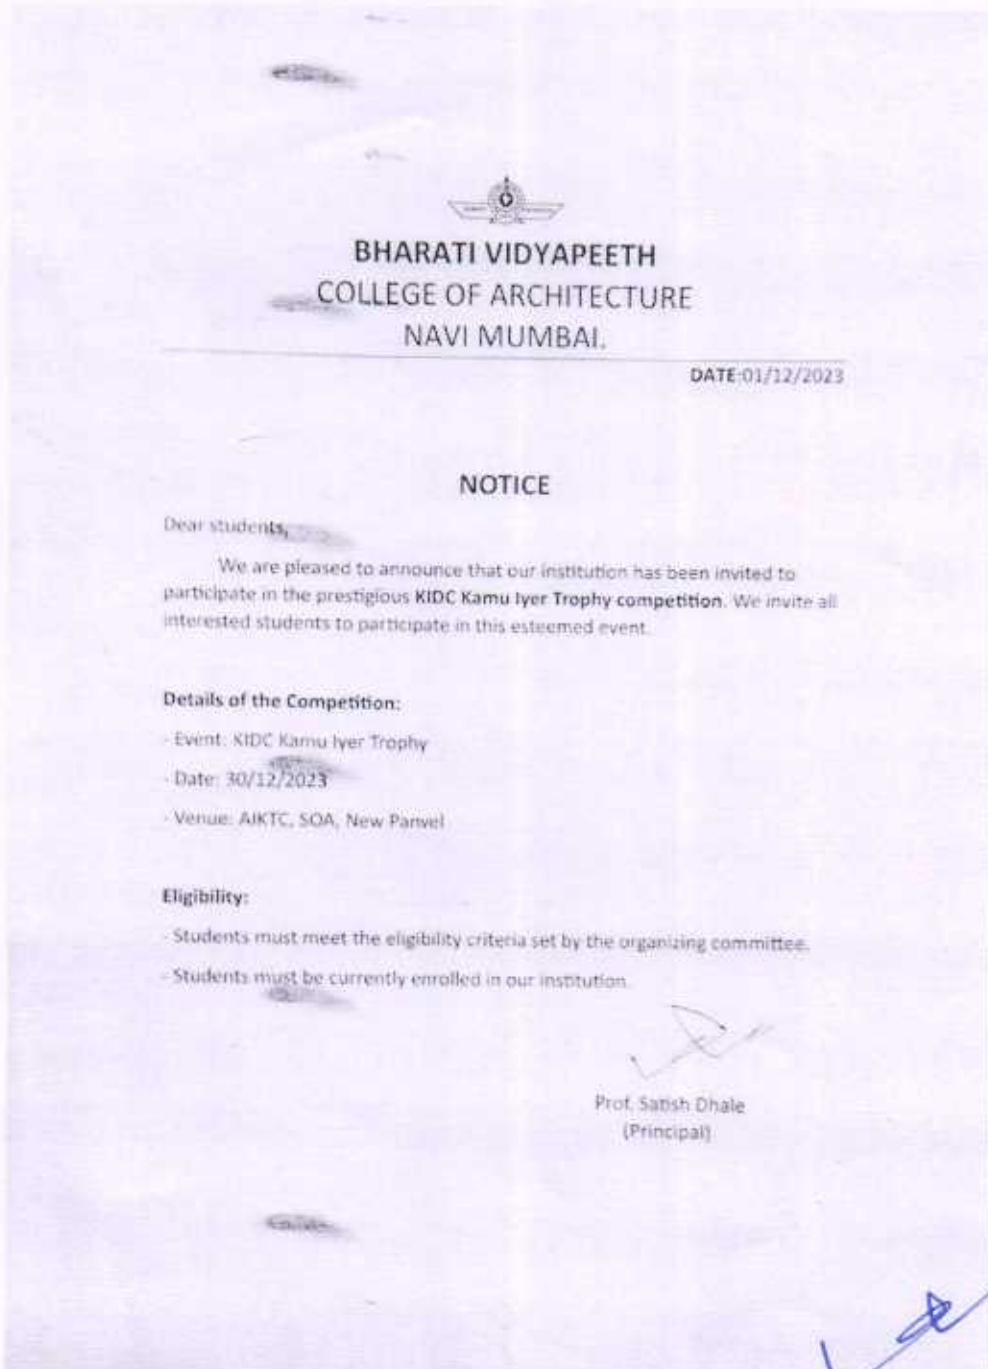 BHARATI VIDYAPEETH
COLLEGE OF ARCHITECTURE
NAVI MUMBAI.
DATE:01/12/2023
NOTICE
Dear students,
We are pleased to announce that our institution has been invited to
participate in the prestigious KIDC Kamu Iyer Trophy competition. We invite all
interested students to participate in this esteemed event.
Details of the Competition:
- Event: KIDC Kamu Iyer Trophy
- Date: 30/12/2023
- Venue: AIKTC, SOA, New Panvel
Eligibility:
- Students must meet the eligibility criteria set by the organizing committee.
- Students must be currently enrolled in our institution.
Prof. Satish Dhale
(Principal)